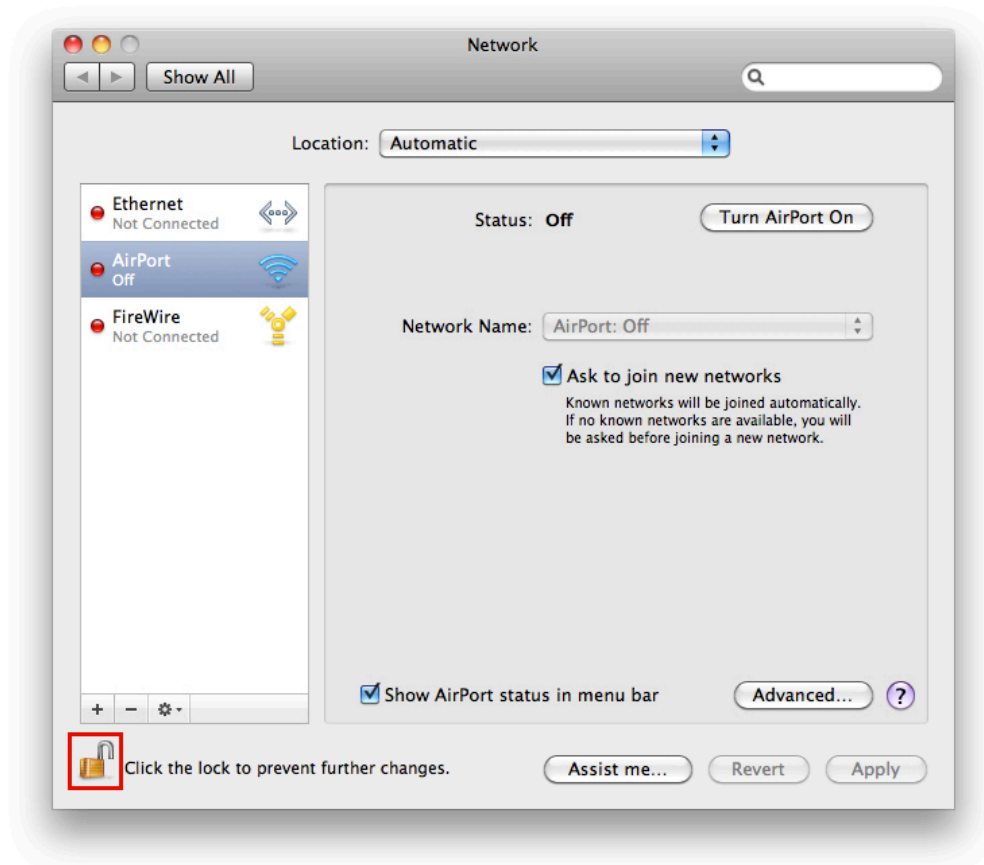 Network
Show All
Location: Automatic
Ethernet
Not Connected
AirPort
Off
FireWire
Not Connected
Status: Off
Turn AirPort On
Network Name: AirPort: Off
Ask to join new networks
Known networks will be joined automatically.
If no known networks are available, you will
be asked before joining a new network.
Show AirPort status in menu bar
Advanced...
?
+ −
Click the lock to prevent further changes.
Assist me...
Revert
Apply